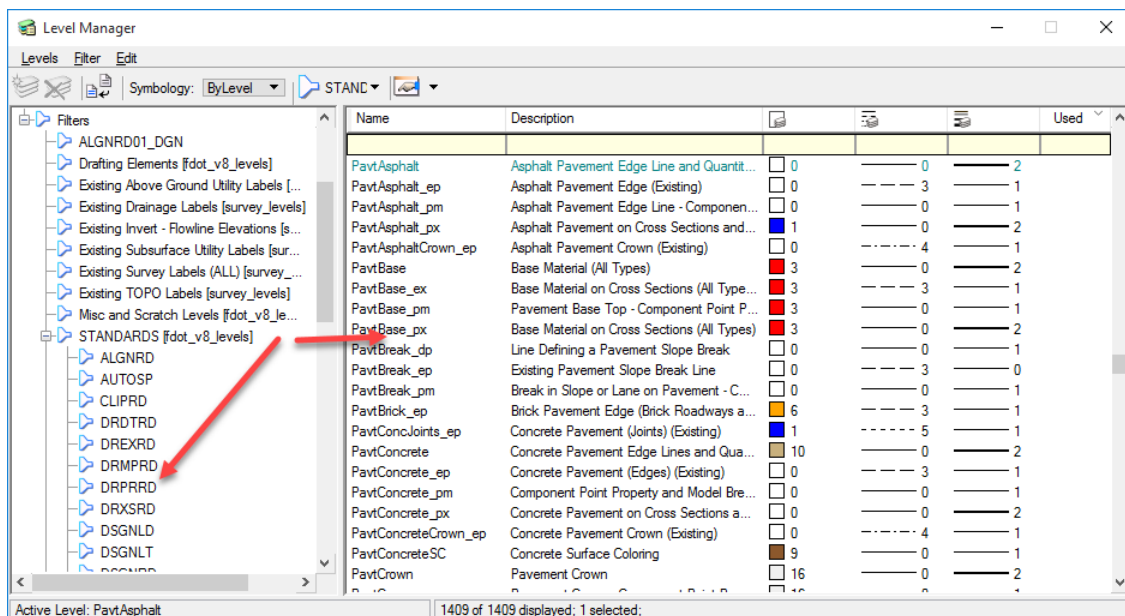 Level Manager
Levels Filter Edit
Symbology: ByLevel STAND
Filters
ALGNRD01_DGN
Drafting Elements [fdot_v8_levels]
Existing Above Ground Utility Labels [...
Existing Drainage Labels [survey_levels]
Existing Invert - Flowline Elevations [s...
Existing Subsurface Utility Labels [sur...
Existing Survey Labels (ALL) [survey_...
Existing TOPO Labels [survey_levels]
Misc and Scratch Levels [fdot_v8_le...
STANDARDS [fdot_v8_levels]
ALGNRD
AUTOSP
CLIPRD
DRDTRD
DREXRD
DRMPRD
DRPRRD
DRXSRD
DSGNLD
DSGNLT
Name Description Used
PavtAsphalt Asphalt Pavement Edge Line and Quantit... 0 0 2
PavtAsphalt_ep Asphalt Pavement Edge (Existing) 0 3 1
PavtAsphalt_pm Asphalt Pavement Edge Line - Componen... 0 0 1
PavtAsphalt_px Asphalt Pavement on Cross Sections and... 1 0 2
PavtAsphaltCrown_ep Asphalt Pavement Crown (Existing) 0 4 1
PavtBase Base Material (All Types) 3 0 2
PavtBase_ex Base Material on Cross Sections (All Type... 3 3 1
PavtBase_pm Pavement Base Top - Component Point P... 3 0 1
PavtBase_px Base Material on Cross Sections (All Types) 3 0 2
PavtBreak_dp Line Defining a Pavement Slope Break 0 0 1
PavtBreak_ep Existing Pavement Slope Break Line 0 3 0
PavtBreak_pm Break in Slope or Lane on Pavement - C... 0 0 1
PavtBrick_ep Brick Pavement Edge (Brick Roadways a... 6 3 1
PavtConcJoints_ep Concrete Pavement (Joints) (Existing) 1 5 1
PavtConcrete Concrete Pavement Edge Lines and Qua... 10 0 2
PavtConcrete_ep Concrete Pavement (Edges) (Existing) 0 3 1
PavtConcrete_pm Component Point Property and Model Bre... 0 0 1
PavtConcrete_px Concrete Pavement on Cross Sections a... 0 0 2
PavtConcreteCrown_ep Concrete Pavement Crown (Existing) 0 4 1
PavtConcreteSC Concrete Surface Coloring 9 0 1
PavtCrown Pavement Crown 16 0 2
Active Level: PavtAsphalt 1409 of 1409 displayed; 1 selected;